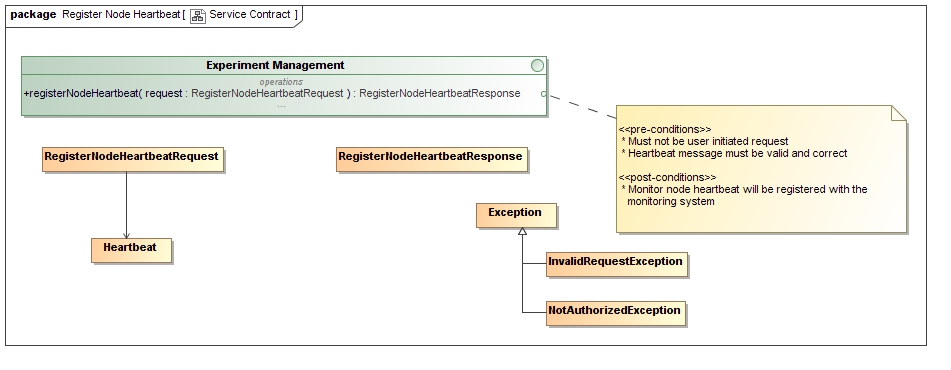 package Register Node Heartbeat [ Service Contract ]
Experiment Management
operations
+registerNodeHeartbeat( request : RegisterNodeHeartbeatRequest ) : RegisterNodeHeartbeatResponse
...
<<pre-conditions>>
* Must not be user initiated request
* Heartbeat message must be valid and correct
<<post-conditions>>
* Monitor node heartbeat will be registered with the
monitoring system
RegisterNodeHeartbeatRequest
RegisterNodeHeartbeatResponse
Exception
Heartbeat
InvalidRequestException
NotAuthorizedException